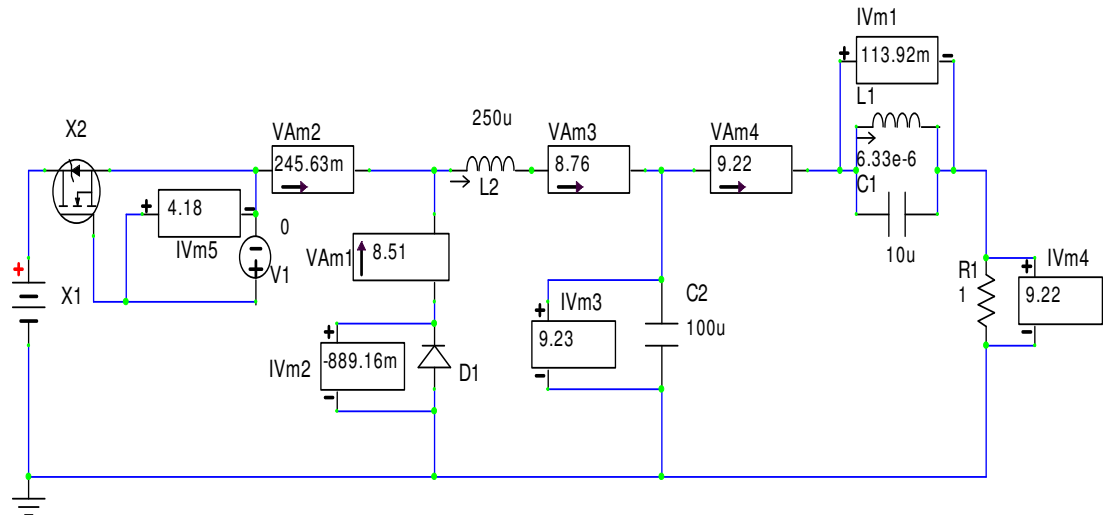 IVm1
+ 113.92m -
L1
X2
250u
VAm2
VAm3
VAm4
245.63m
8.76
9.22
6.33e-6
L2
C1
+ 4.18 -
0
IVm5
-
+
V1
VAm1
8.51
10u
+
X1
R1
1
+
IVm4
9.22
-
+
IVm3
9.23
-
C2
100u
+
IVm2
-889.16m
-
D1